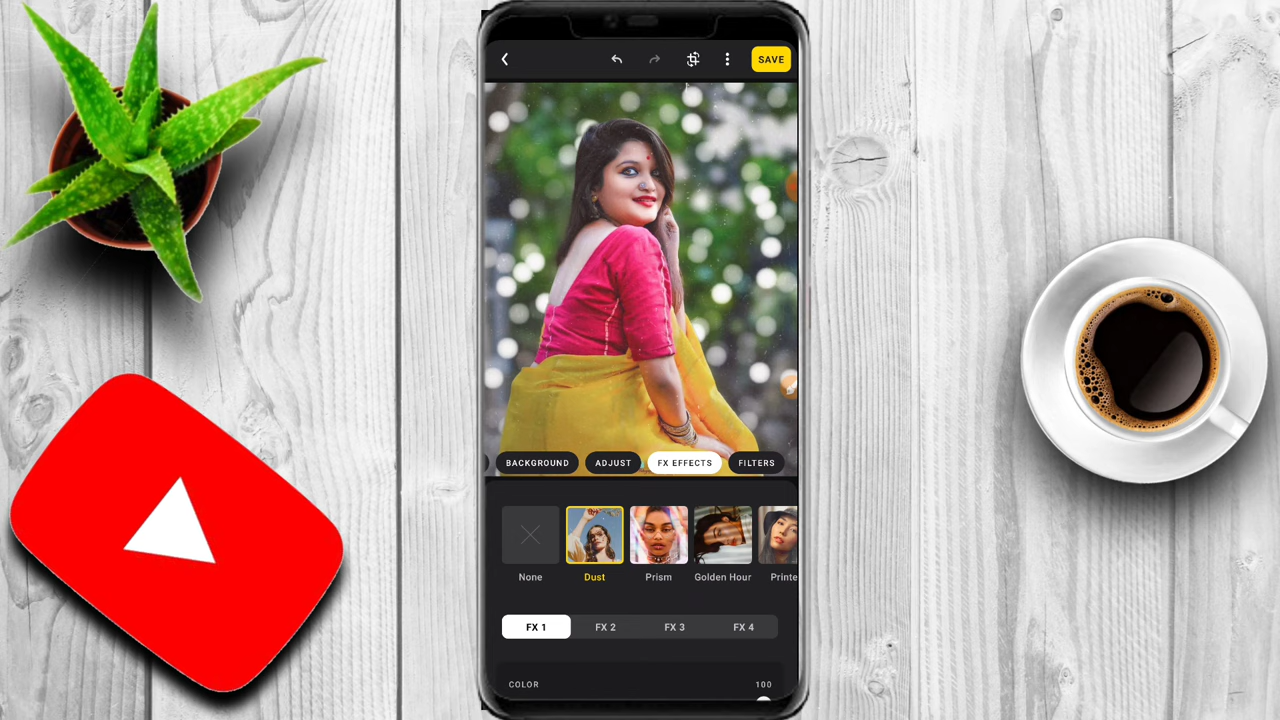 SAVE
BACKGROUND
ADJUST
FX EFFECTS
FILTERS
None
Dust
Prism
Golden Hour
Printe
FX 1
FX 2
FX 3
FX 4
COLOR
100